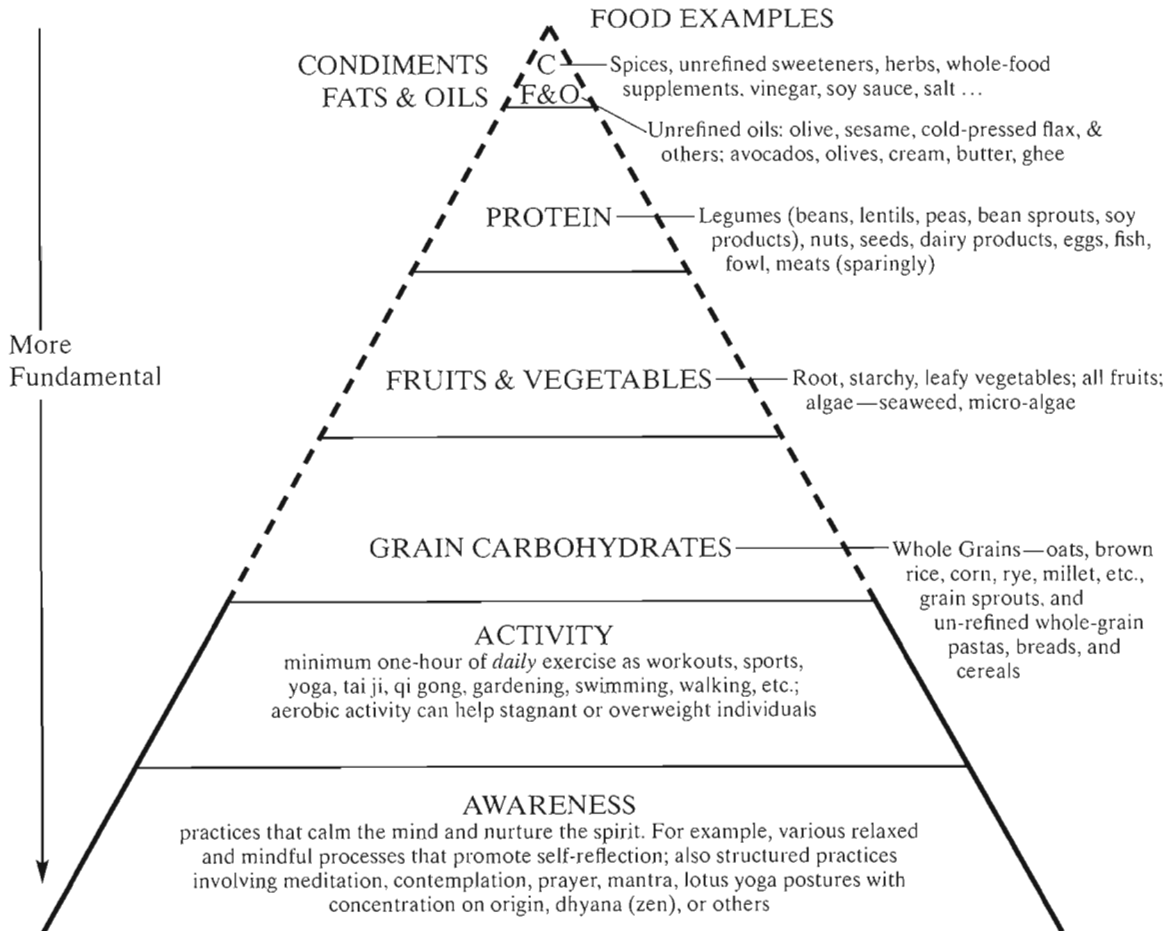 FOOD EXAMPLES
CONDIMENTS
C
Spices, unrefined sweeteners, herbs, whole-food
supplements, vinegar, soy sauce, salt ...
FATS & OILS
F&O
Unrefined oils: olive, sesame, cold-pressed flax, &
others; avocados, olives, cream, butter, ghee
PROTEIN
Legumes (beans, lentils, peas, bean sprouts, soy
products), nuts, seeds, dairy products, eggs, fish,
fowl, meats (sparingly)
More
Fundamental
FRUITS & VEGETABLES
Root, starchy, leafy vegetables; all fruits;
algae—seaweed, micro-algae
GRAIN CARBOHYDRATES
Whole Grains—oats, brown
rice, corn, rye, millet, etc.,
grain sprouts, and
un-refined whole-grain
pastas, breads, and
cereals
ACTIVITY
minimum one-hour of daily exercise as workouts, sports,
yoga, tai ji, qi gong, gardening, swimming, walking, etc.;
aerobic activity can help stagnant or overweight individuals
AWARENESS
practices that calm the mind and nurture the spirit. For example, various relaxed
and mindful processes that promote self-reflection; also structured practices
involving meditation, contemplation, prayer, mantra, lotus yoga postures with
concentration on origin, dhyana (zen), or others